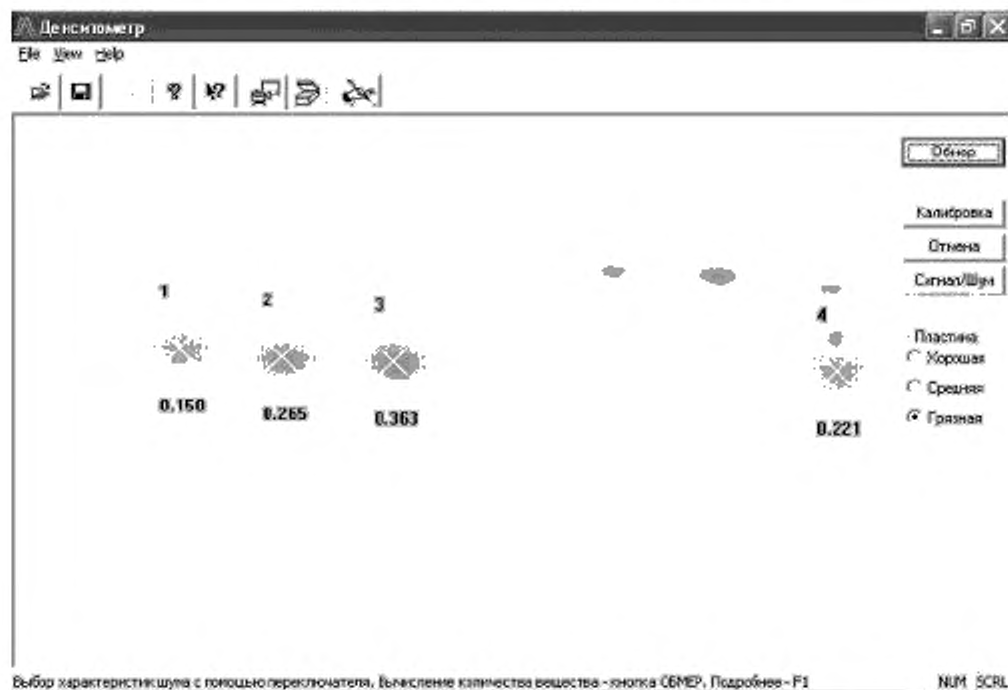 Денситометр
File View Help
Обмер
Калибровка
Отмена
Сигнал/Шум
1
2
3
4
Пластина
Хорошая
Средняя
Грязная
0.160
0.265
0.363
0.221
Выбор характеристик шума с помощью переключателя. Вычисление количества вещества - кнопка ОБМЕР. Подробнее - F1
NUM SCRL